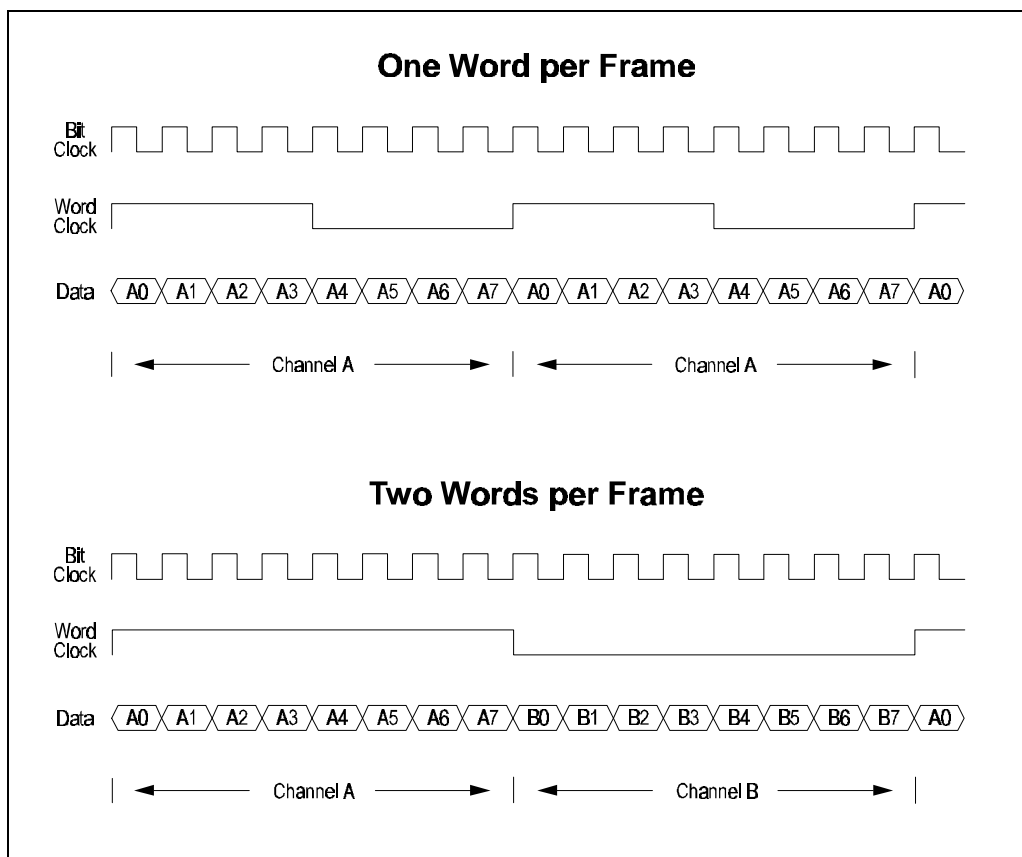 One Word per Frame
Bit
Clock
Word
Clock
Data A0 A1 A2 A3 A4 A5 A6 A7 A0 A1 A2 A3 A4 A5 A6 A7 A0
Channel A Channel A
Two Words per Frame
Bit
Clock
Word
Clock
Data A0 A1 A2 A3 A4 A5 A6 A7 B0 B1 B2 B3 B4 B5 B6 B7 A0
Channel A Channel B